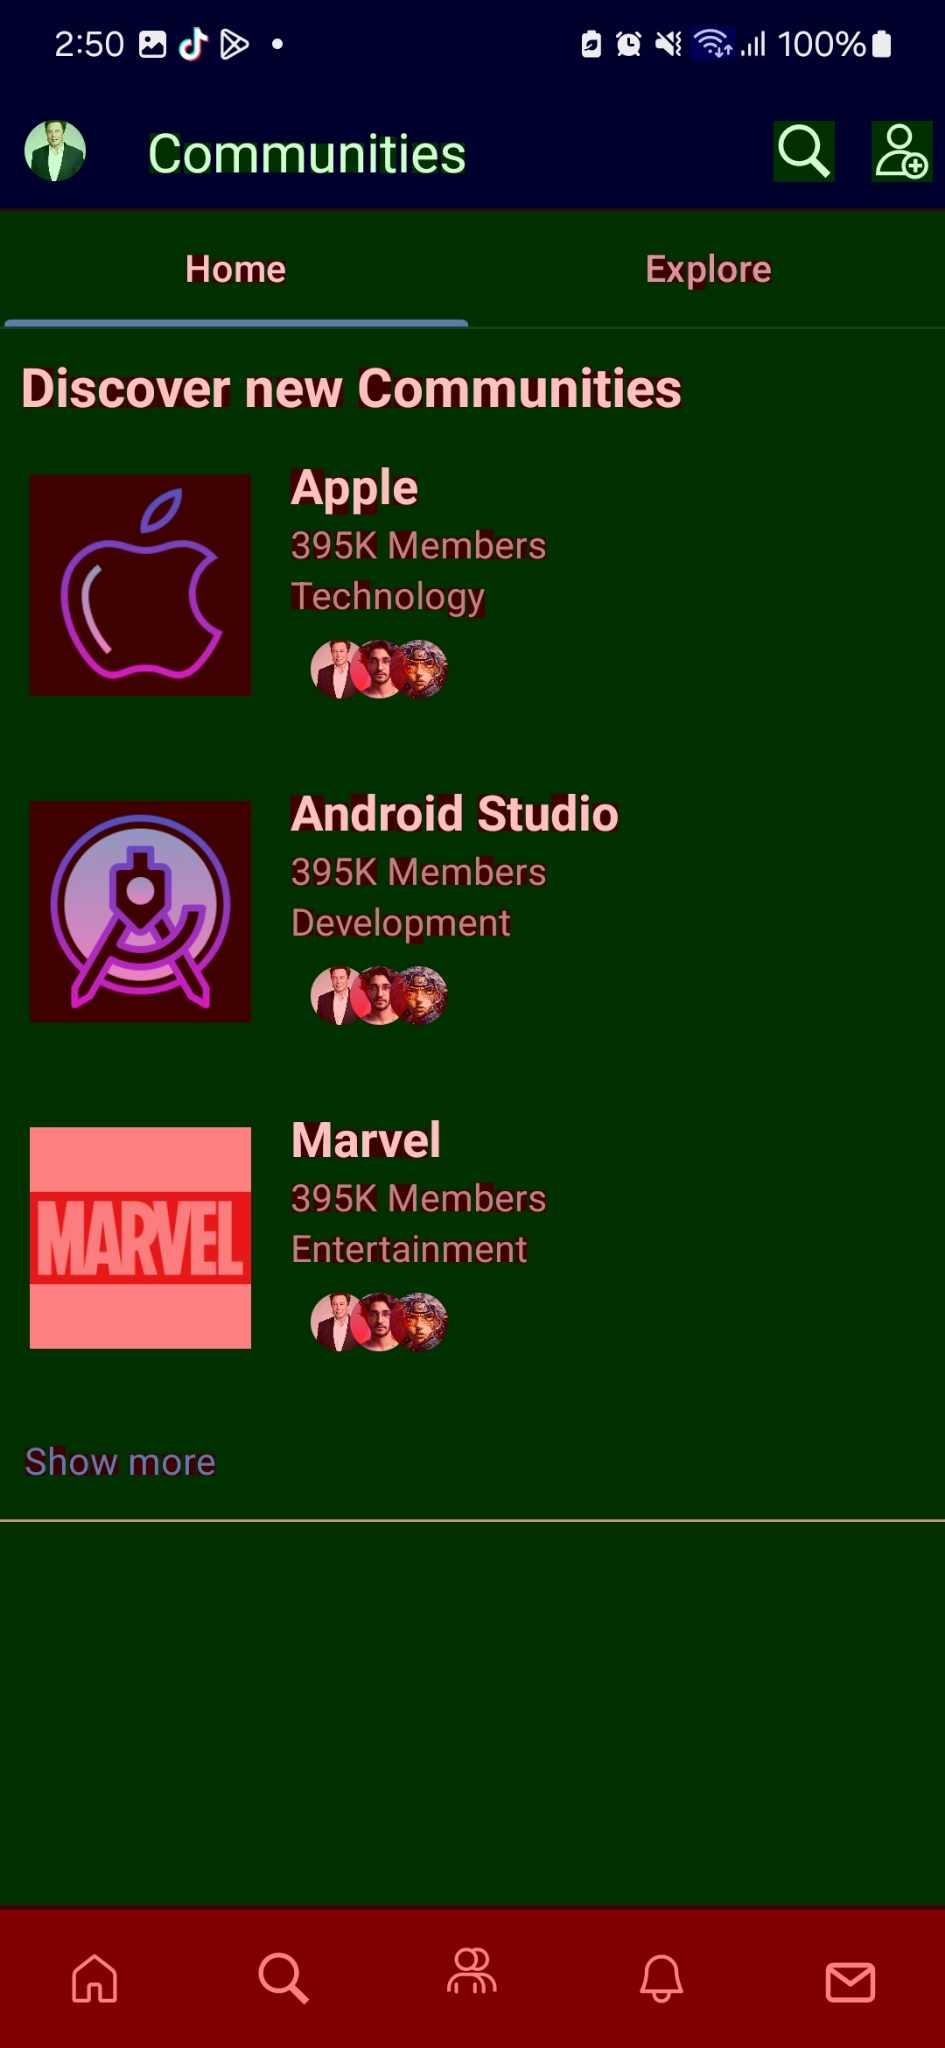 2:50 100%
Communities
Home Explore
Discover new Communities
Apple
395K Members
Technology
Android Studio
395K Members
Development
MARVEL
Marvel
395K Members
Entertainment
Show more